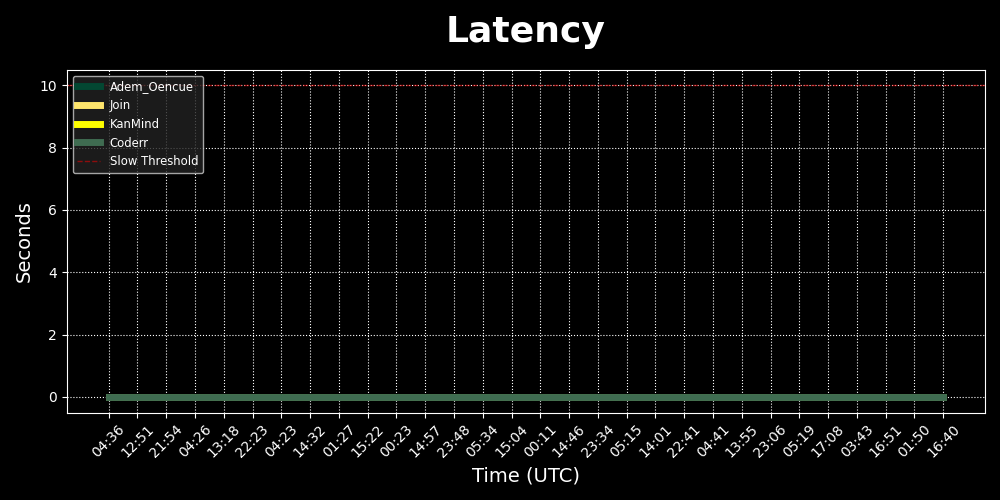 Latency
Adem_Oencue
Join
KanMind
Coderr
Slow Threshold
10
8
6
4
2
0
Seconds
04:36 12:51 21:54 04:26 13:18 22:23 04:23 14:32 01:27 15:22 00:23 14:57 23:48 05:34 15:04 00:11 14:46 23:34 05:15 14:01 22:41 04:41 13:55 23:06 05:19 17:08 03:43 16:51 01:50 16:40
Time (UTC)